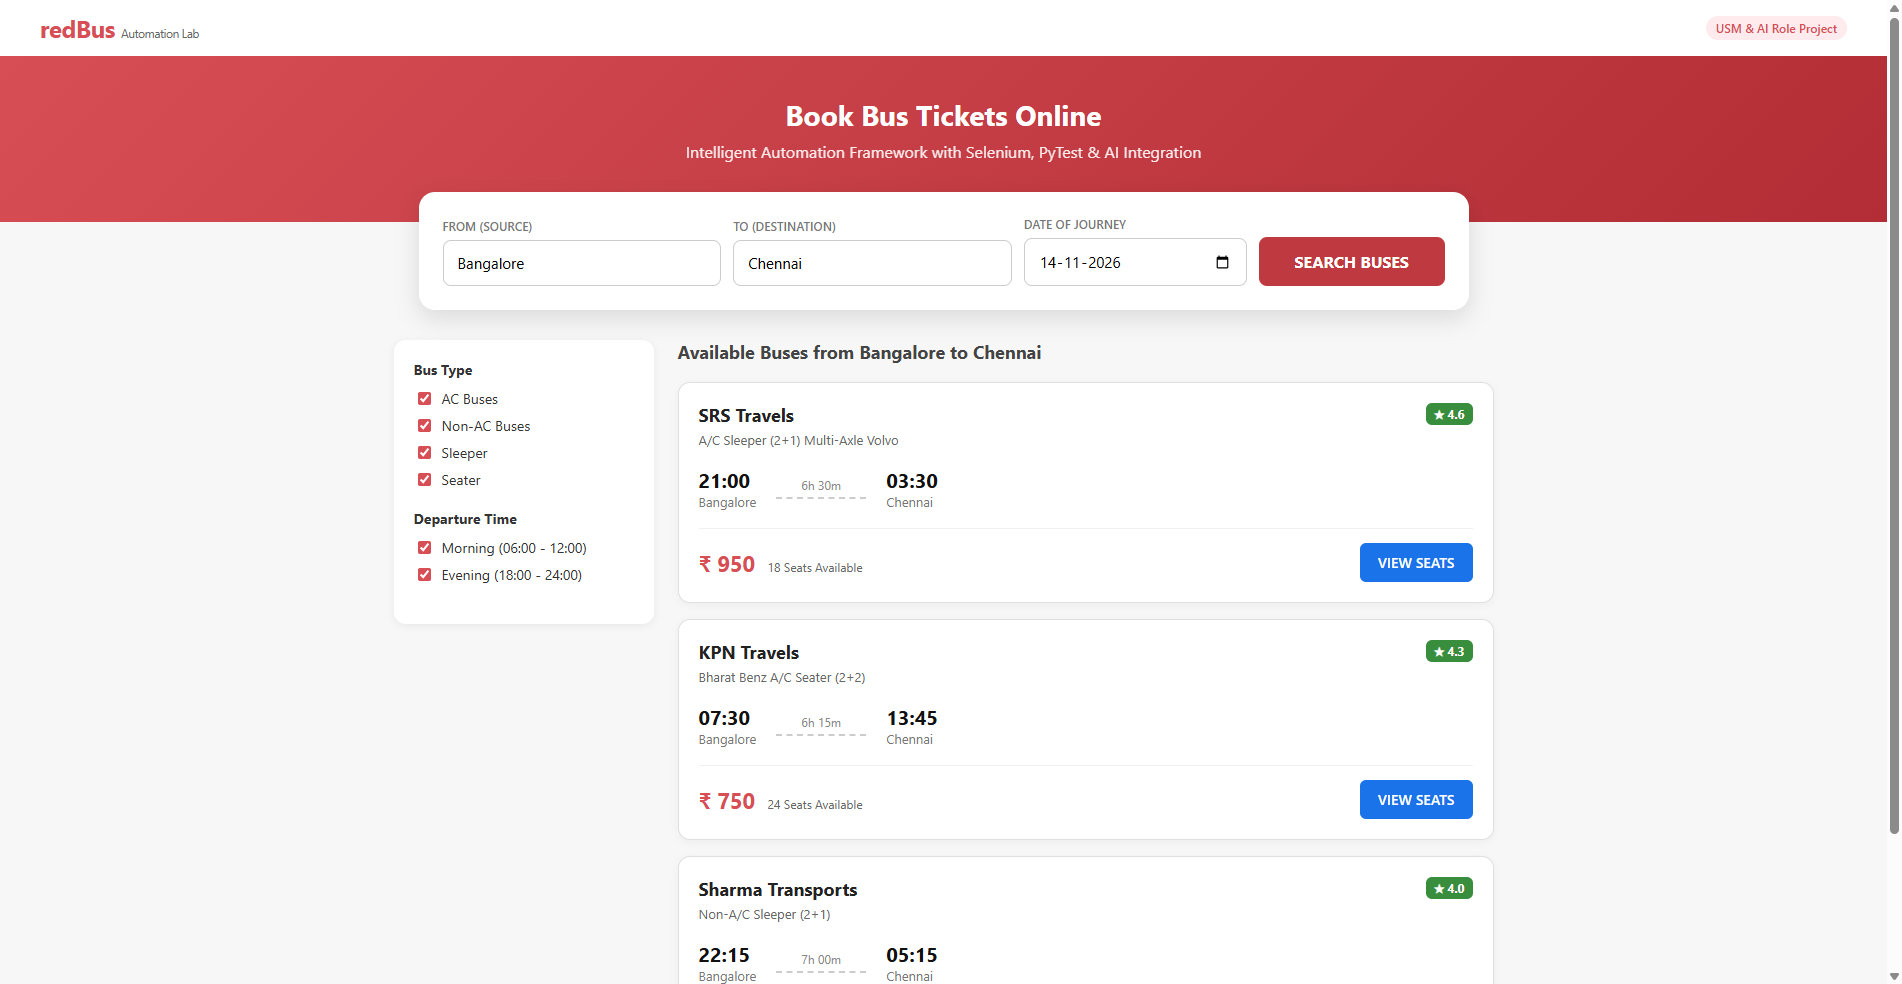 redBus Automation Lab
USM & AI Role Project
Book Bus Tickets Online
Intelligent Automation Framework with Selenium, PyTest & AI Integration
FROM (SOURCE)
Bangalore
TO (DESTINATION)
Chennai
DATE OF JOURNEY
14-11-2026
SEARCH BUSES
Bus Type
AC Buses
Non-AC Buses
Sleeper
Seater
Departure Time
Morning (06:00 - 12:00)
Evening (18:00 - 24:00)
Available Buses from Bangalore to Chennai
SRS Travels
★ 4.6
A/C Sleeper (2+1) Multi-Axle Volvo
21:00 6h 30m 03:30
Bangalore Chennai
₹ 950 18 Seats Available
VIEW SEATS
KPN Travels
★ 4.3
Bharat Benz A/C Seater (2+2)
07:30 6h 15m 13:45
Bangalore Chennai
₹ 750 24 Seats Available
VIEW SEATS
Sharma Transports
★ 4.0
Non-A/C Sleeper (2+1)
22:15 7h 00m 05:15
Bangalore Chennai